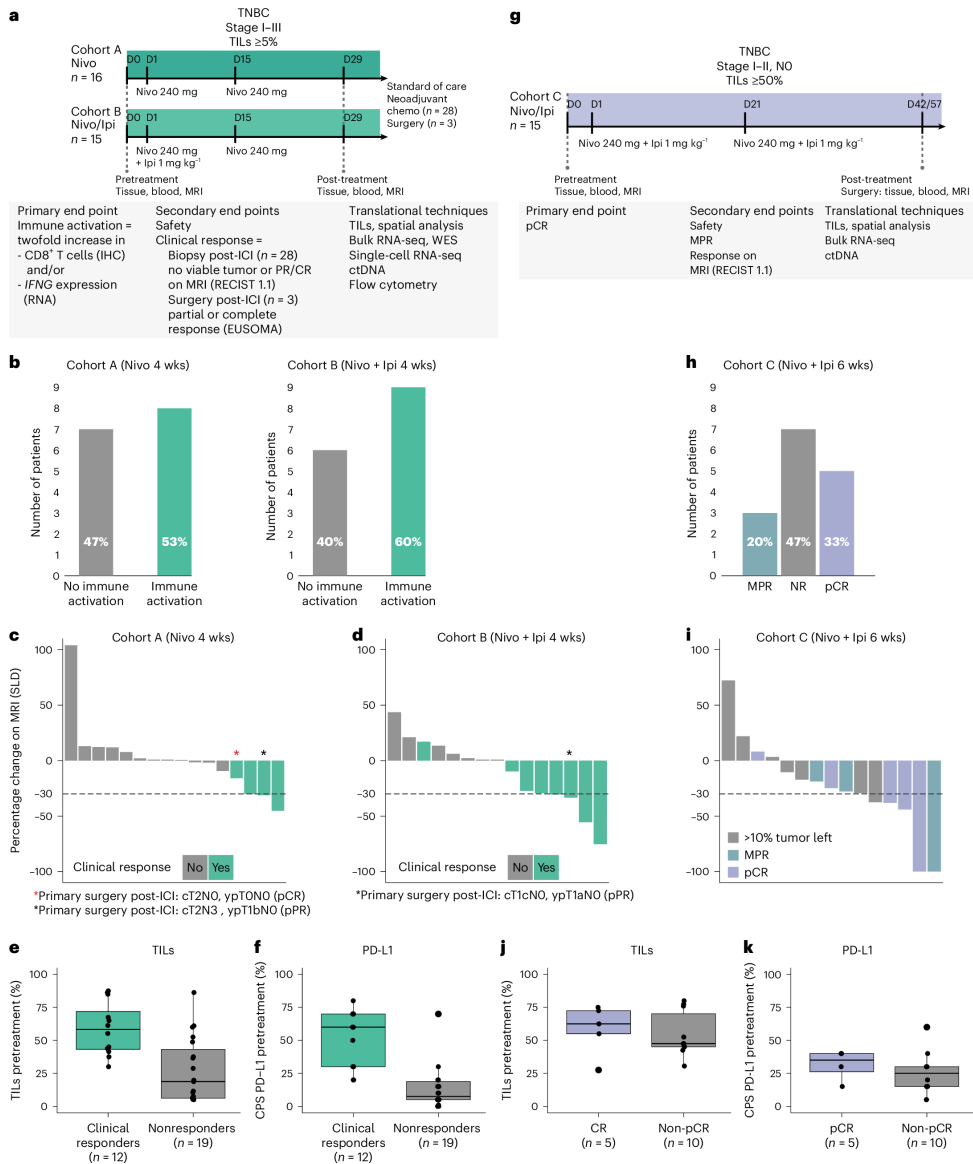 a
TNBC
Stage I–III
TILs ≥5%
Cohort A
Nivo
n = 16
D0 D1 D15 D29
Nivo 240 mg Nivo 240 mg
Cohort B
Nivo/Ipi
n = 15
D0 D1 D15 D29
Nivo 240 mg
+ Ipi 1 mg kg⁻¹
Nivo 240 mg
Standard of care
Neoadjuvant
chemo (n = 28)
Surgery (n = 3)
Pretreatment
Tissue, blood, MRI
Post-treatment
Tissue, blood, MRI
Primary end point
Immune activation =
twofold increase in
- CD8⁺ T cells (IHC)
and/or
- IFNG expression
(RNA)
Secondary end points
Safety
Clinical response =
Biopsy post-ICI (n = 28)
no viable tumor or PR/CR
on MRI (RECIST 1.1)
Surgery post-ICI (n = 3)
partial or complete
response (EUSOMA)
Translational techniques
TILs, spatial analysis
Bulk RNA-seq, WES
Single-cell RNA-seq
ctDNA
Flow cytometry
g
TNBC
Stage I–II, N0
TILs ≥50%
Cohort C
Nivo/Ipi
n = 15
D0 D1 D21 D42/57
Nivo 240 mg + Ipi 1 mg kg⁻¹ Nivo 240 mg + Ipi 1 mg kg⁻¹
Pretreatment
Tissue, blood, MRI
Post-treatment
Surgery: tissue, blood, MRI
Primary end point
pCR
Secondary end points
Safety
MPR
Response on
MRI (RECIST 1.1)
Translational techniques
TILs, spatial analysis
Bulk RNA-seq
ctDNA
b
Cohort A (Nivo 4 wks)
Number of patients
9
8
7
6
5
4
3
2
1
0
47% 53%
No immune
activation
Immune
activation
Cohort B (Nivo + Ipi 4 wks)
Number of patients
9
8
7
6
5
4
3
2
1
0
40% 60%
No immune
activation
Immune
activation
h
Cohort C (Nivo + Ipi 6 wks)
Number of patients
9
8
7
6
5
4
3
2
1
0
20% 47% 33%
MPR NR pCR
c
Cohort A (Nivo 4 wks)
Percentage change on MRI (SLD)
100
50
0
−30
−50
−100
* *
Clinical response No Yes
*Primary surgery post-ICI: cT2N0, ypT0N0 (pCR)
*Primary surgery post-ICI: cT2N3 , ypT1bN0 (pPR)
d
Cohort B (Nivo + Ipi 4 wks)
100
50
0
−30
−50
−100
*
Clinical response No Yes
*Primary surgery post-ICI: cT1cN0, ypT1aN0 (pPR)
i
Cohort C (Nivo + Ipi 6 wks)
100
50
0
−30
−50
−100
>10% tumor left
MPR
pCR
e
TILs
TILs pretreatment (%)
100
75
50
25
0
Clinical
responders
(n = 12)
Nonresponders
(n = 19)
f
PD-L1
CPS PD–L1 pretreatment (%)
100
75
50
25
0
Clinical
responders
(n = 12)
Nonresponders
(n = 19)
j
TILs
TILs pretreatment (%)
100
75
50
25
0
CR
(n = 5)
Non-pCR
(n = 10)
k
PD-L1
CPS PD-L1 pretreatment (%)
100
75
50
25
0
pCR
(n = 5)
Non-pCR
(n = 10)